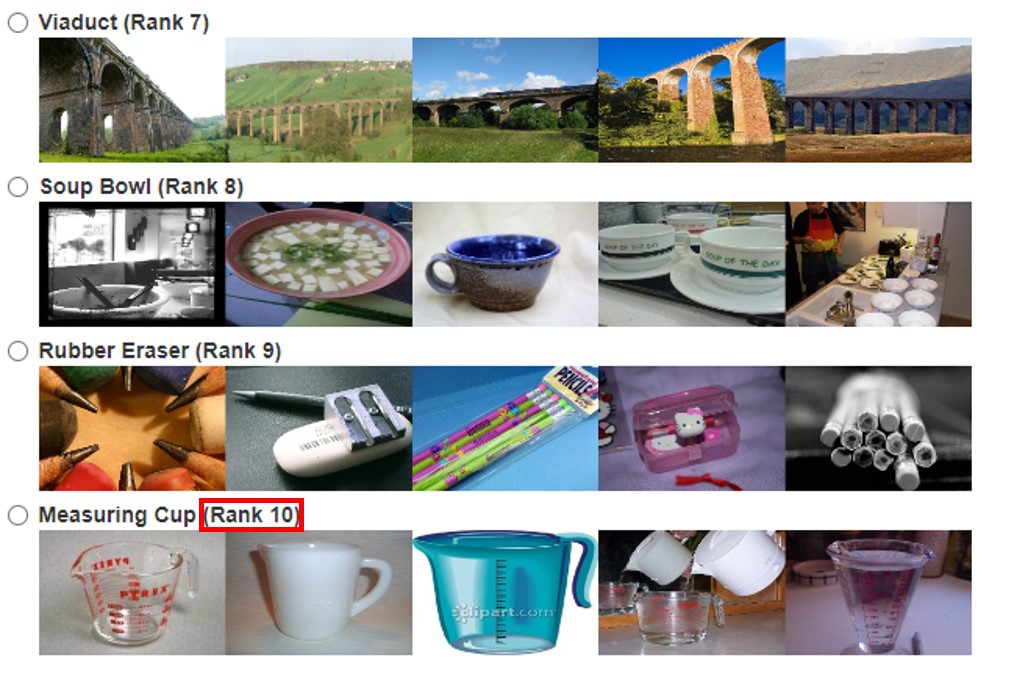 Viaduct (Rank 7)
Soup Bowl (Rank 8)
SOUP OF THE DAY
SOUP OF THE DAY
Rubber Eraser (Rank 9)
PENCILS
Measuring Cup (Rank 10)
PYREX
clipart.com